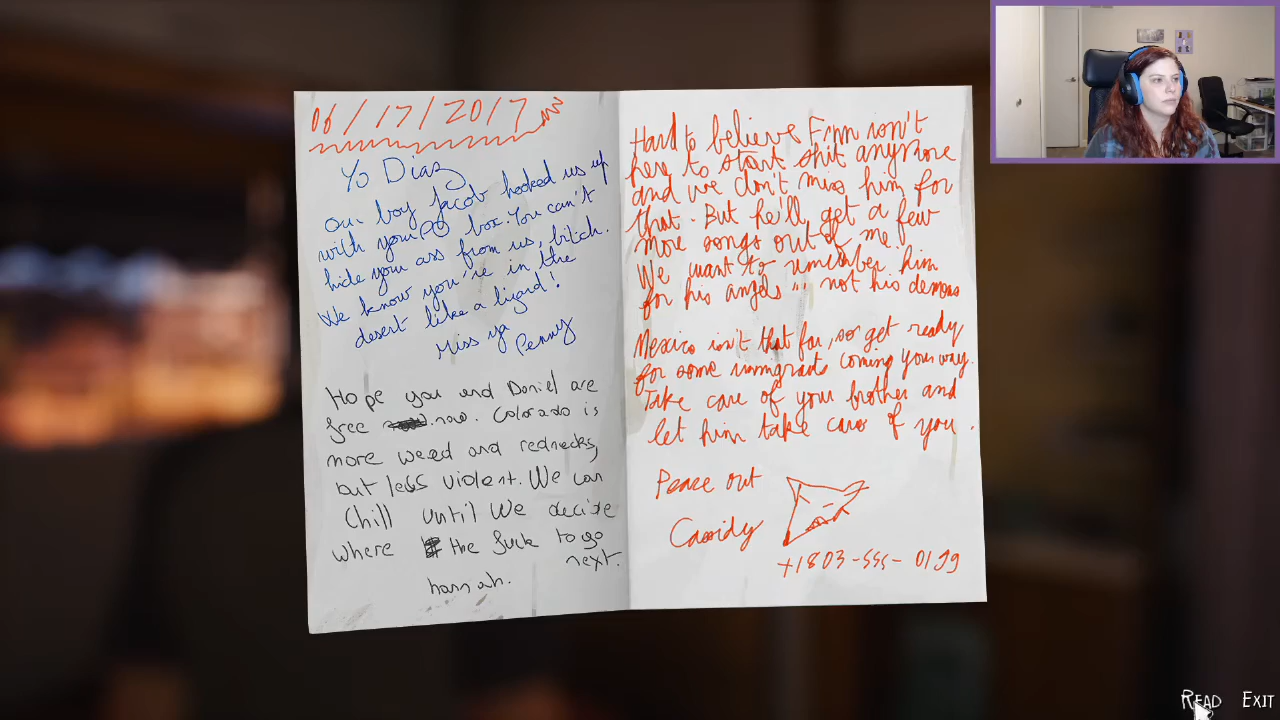 06/17/2017
Yo Diaz
Our boy Jacob hooked us up
with your PO box. You can't
hide your ass from us, bitch.
We know you're in the
desert like a lizard!
Miss ya
Penny
Hope you and Daniel are
free now. Colorado is
more weed and rednecks,
but less violent. We can
Chill until We decide
where the fuck to go
next.
hannah.
Hard to believe Finn isn't
here to start shit anymore
and we don't miss him for
that. But he'll get a few
more songs out of me!
We want to remember him
for his angels... not his demons
Mexico isn't that far, so get ready
for some immigrants coming your way.
Take care of your brother and
let him take care of you.
Peace out
Cassidy
+1803-555-0199
READ EXIT